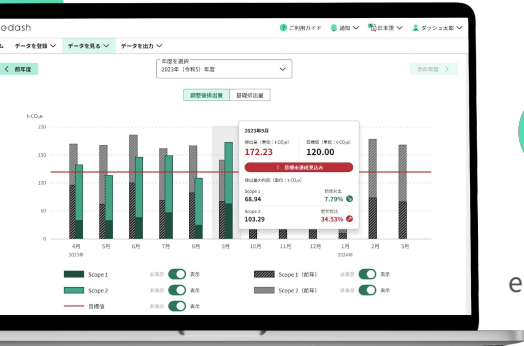 edash
ご利用ガイド 通知 日本語 ダッシュ太郎
ム データを登録 データを見る データを出力
前年度
年度を選択
2023年（令和5）年度
次の年度
調整後排出量 基礎排出量
t-CO₂e
200
150
100
50
0
2023年9月
排出量（単位：t-CO₂e） 目標値（単位：t-CO₂e）
172.23 120.00
目標未達成見込み
排出量の内訳（単位：t-CO₂e）
Scope 1 前年対比
68.94 7.79%
Scope 2 前年対比
103.29 34.53%
4月 5月 6月 7月 8月 9月 10月 11月 12月 1月 2月 3月
2023年 2024年
Scope 1 非表示 表示 Scope 1（前年） 非表示 表示
Scope 2 非表示 表示 Scope 2（前年） 非表示 表示
目標値 非表示 表示
e